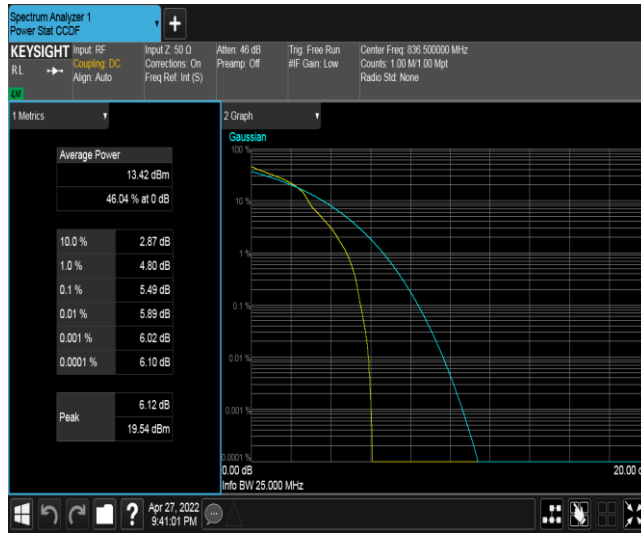 Spectrum Analyzer 1
Power Stat CCDF
+
KEYSIGHT
Input: RF
Input Z: 50 Ω
Atten: 46 dB
Trig: Free Run
Center Freq: 836.500000 MHz
R L
Coupling: DC
Corrections: On
Preamp: Off
#IF Gain: Low
Counts: 1.00 M/1.00 Mpt
Align: Auto
Freq Ref: Int (S)
Radio Std: None
1 Metrics
2 Graph
Gaussian
Average Power
13.42 dBm
46.04 % at 0 dB
10.0 % 2.87 dB
1.0 % 4.80 dB
0.1 % 5.49 dB
0.01 % 5.89 dB
0.001 % 6.02 dB
0.0001 % 6.10 dB
Peak
6.12 dB
19.54 dBm
100 %
10 %
1 %
0.1 %
0.01 %
0.001 %
0.0001 %
0.00 dB
20.00
Info BW 25.000 MHz
?
Apr 27, 2022
9:41:01 PM